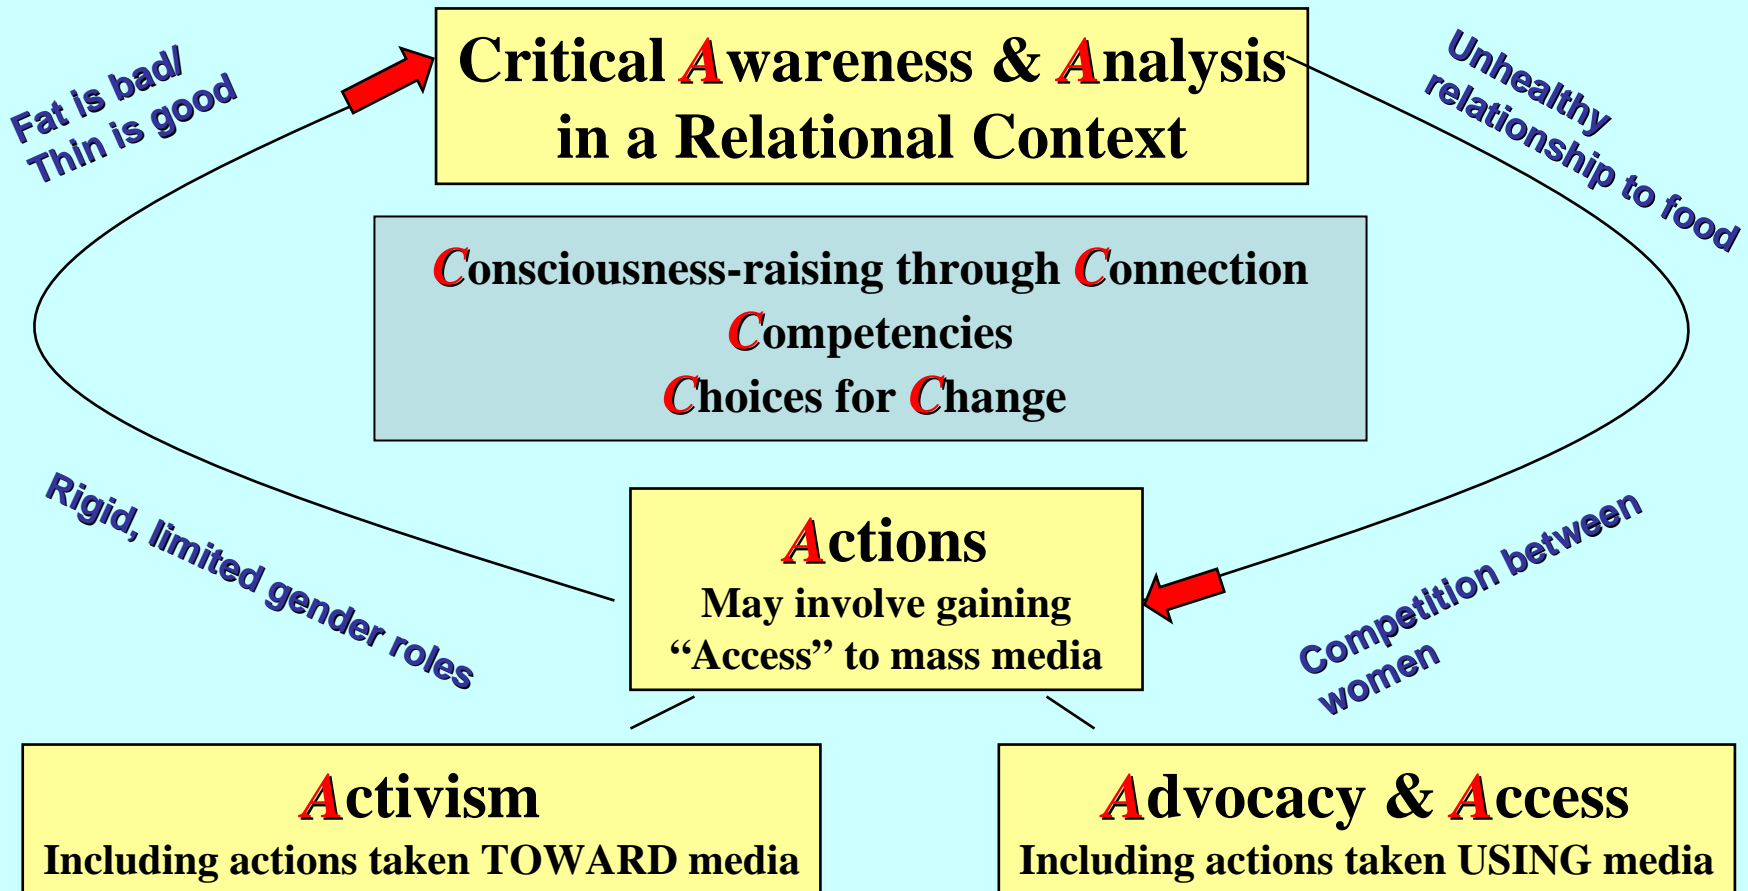 Fat is bad/
Thin is good
Critical Awareness & Analysis
in a Relational Context
Unhealthy
relationship to food
Consciousness-raising through Connection
Competencies
Choices for Change
Rigid, limited gender roles
Actions
May involve gaining
“Access” to mass media
Competition between
women
Activism
Including actions taken TOWARD media
Advocacy & Access
Including actions taken USING media